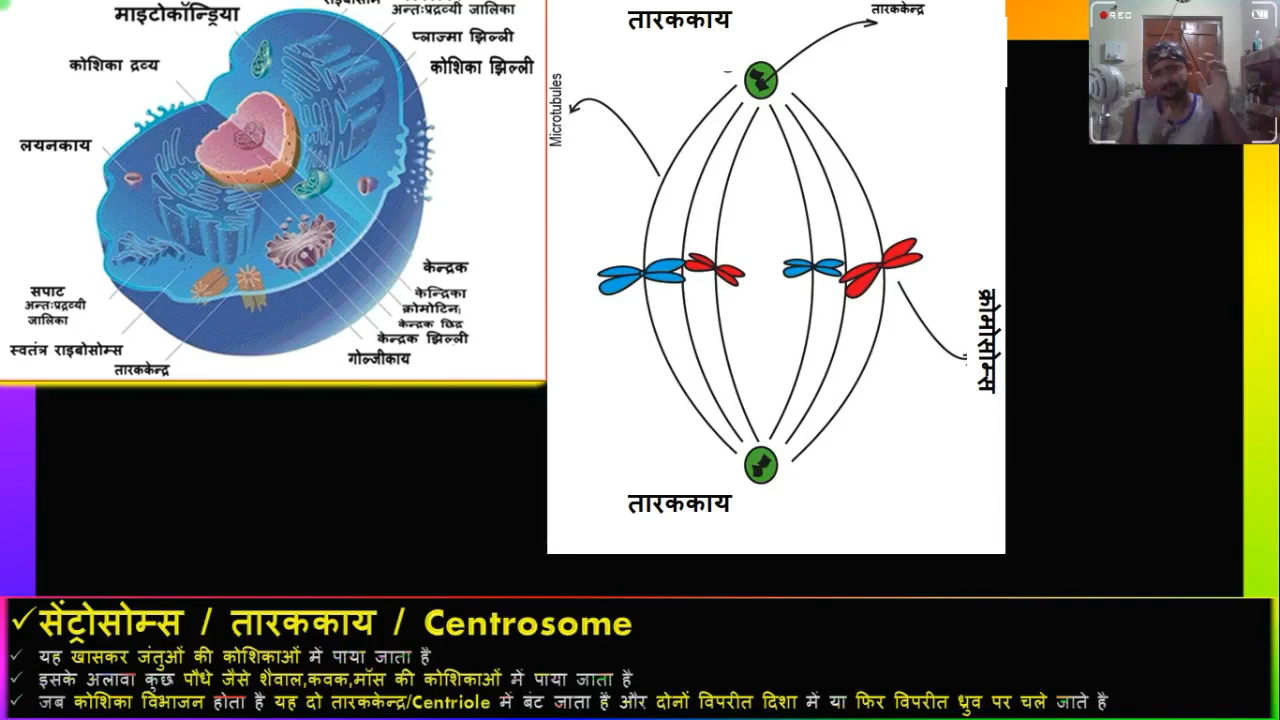 माइटोकॉन्ड्रिया
अन्तःप्रद्रव्यी जालिका
प्लाज्मा झिल्ली
कोशिका द्रव्य
कोशिका झिल्ली
लयनकाय
सपाट
अन्तःप्रद्रव्यी
जालिका
स्वतंत्र राइबोसोम्स
तारककेन्द्र
केन्द्रक
केन्द्रिका
क्रोमोटिन
केन्द्रक छिद्र
केन्द्रक झिल्ली
गोल्जीकाय
तारककाय
तारककेन्द्र
Microtubules
क्रोमोसोम्स
तारककाय
REC
सेंट्रोसोम्स / तारककाय / Centrosome
यह खासकर जंतुओं की कोशिकाओं में पाया जाता है
इसके अलावा कुछ पौधे जैसे शैवाल,कवक,मॉस की कोशिकाओं में पाया जाता है
जब कोशिका विभाजन होता है यह दो तारककेन्द्र/Centriole में बंट जाता है और दोनों विपरीत दिशा में या फिर विपरीत ध्रुव पर चले जाते है